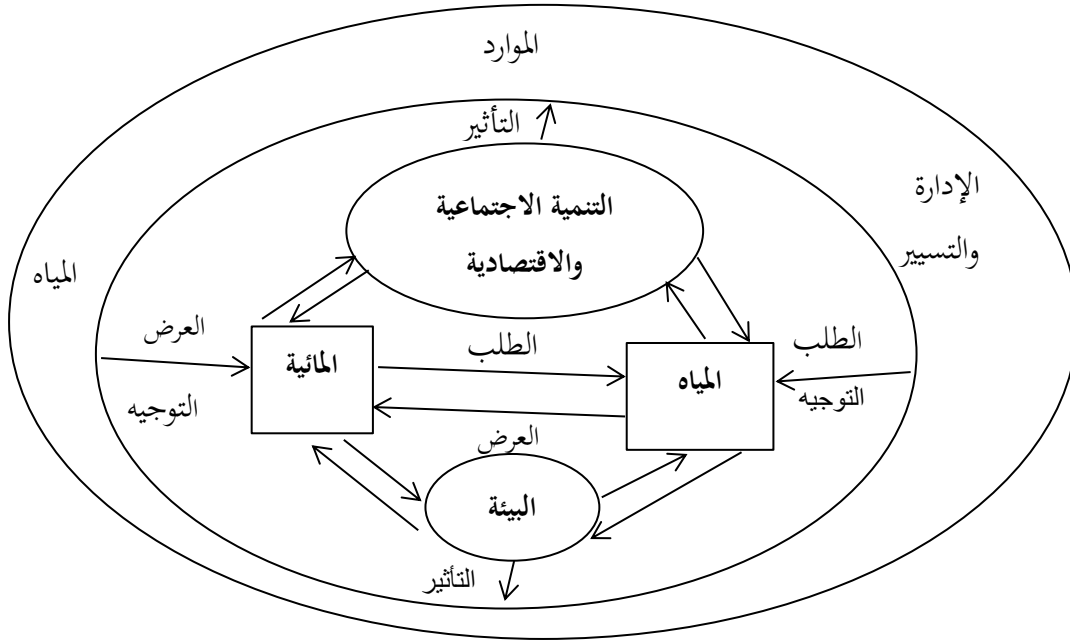 الموارد
التأثير
الإدارة
والتسيير
التنمية الاجتماعية
والاقتصادية
المياه
العرض
الطلب
الطلب
المائية
المياه
التوجيه
التوجيه
العرض
البيئة
التأثير